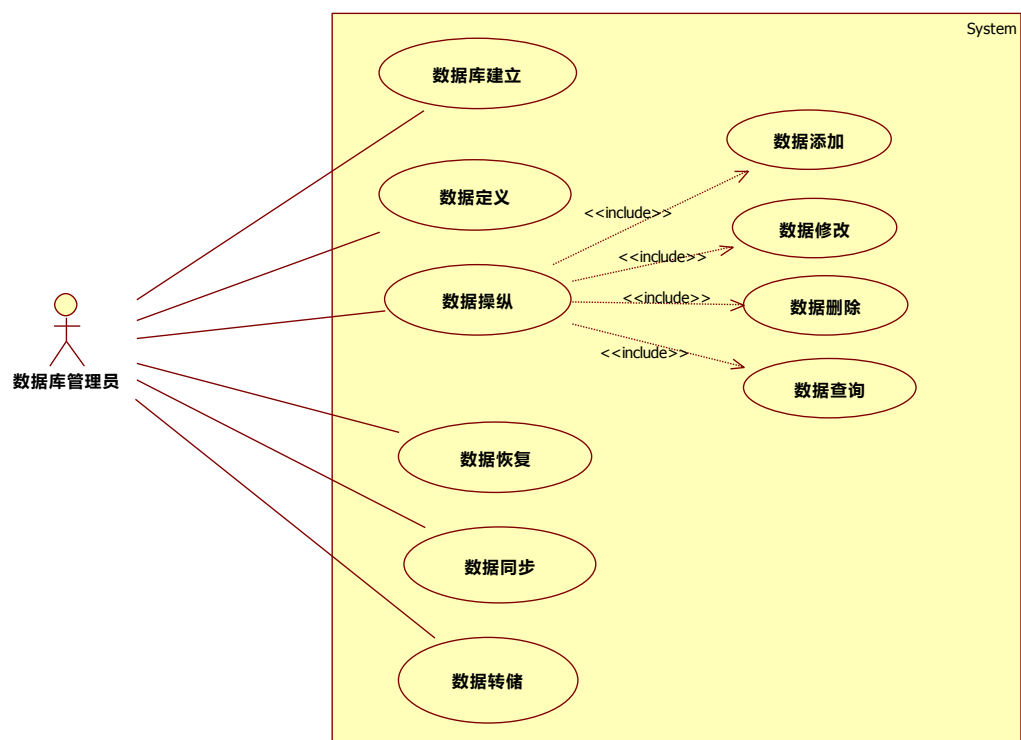 System
数据库建立
数据添加
数据定义
<<include>>
数据修改
<<include>>
数据操纵
<<include>>
数据删除
<<include>>
数据库管理员
数据查询
数据恢复
数据同步
数据转储